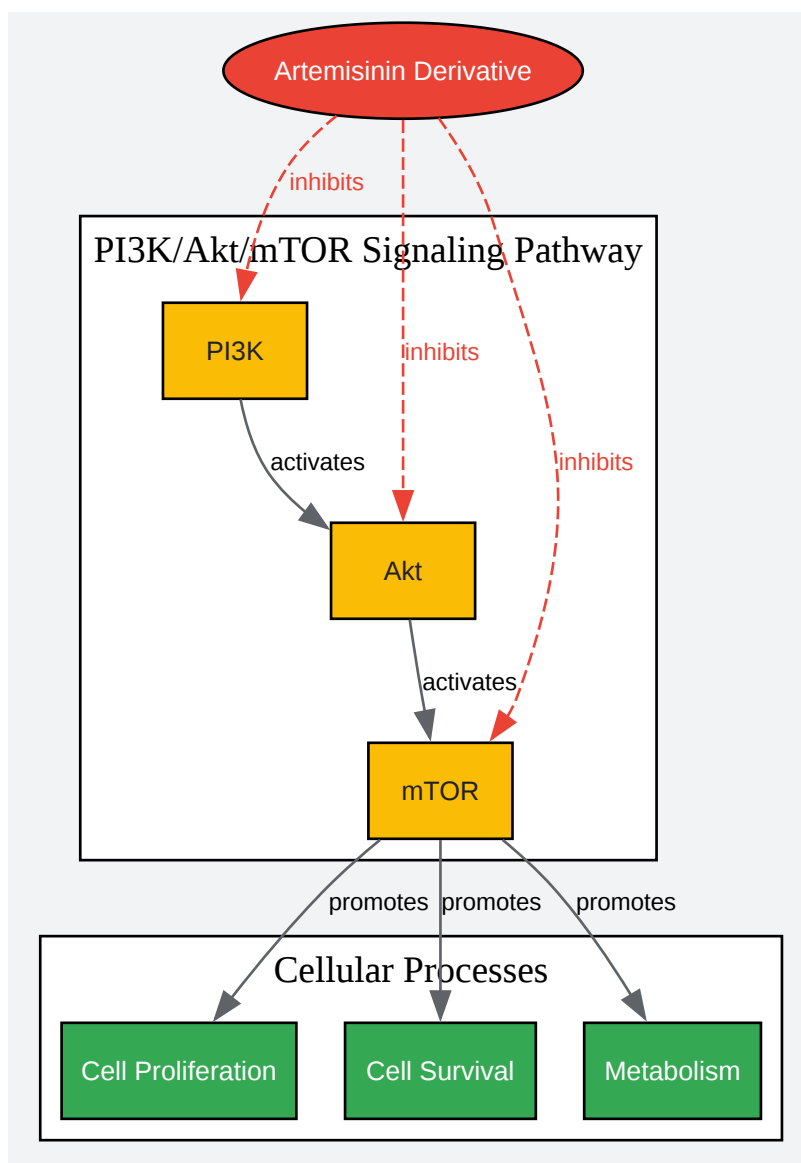 Artemisinin Derivative
inhibits
PI3K/Akt/mTOR Signaling Pathway
PI3K
inhibits
activates
inhibits
Akt
activates
mTOR
promotes
promotes
promotes
Cellular Processes
Cell Proliferation
Cell Survival
Metabolism